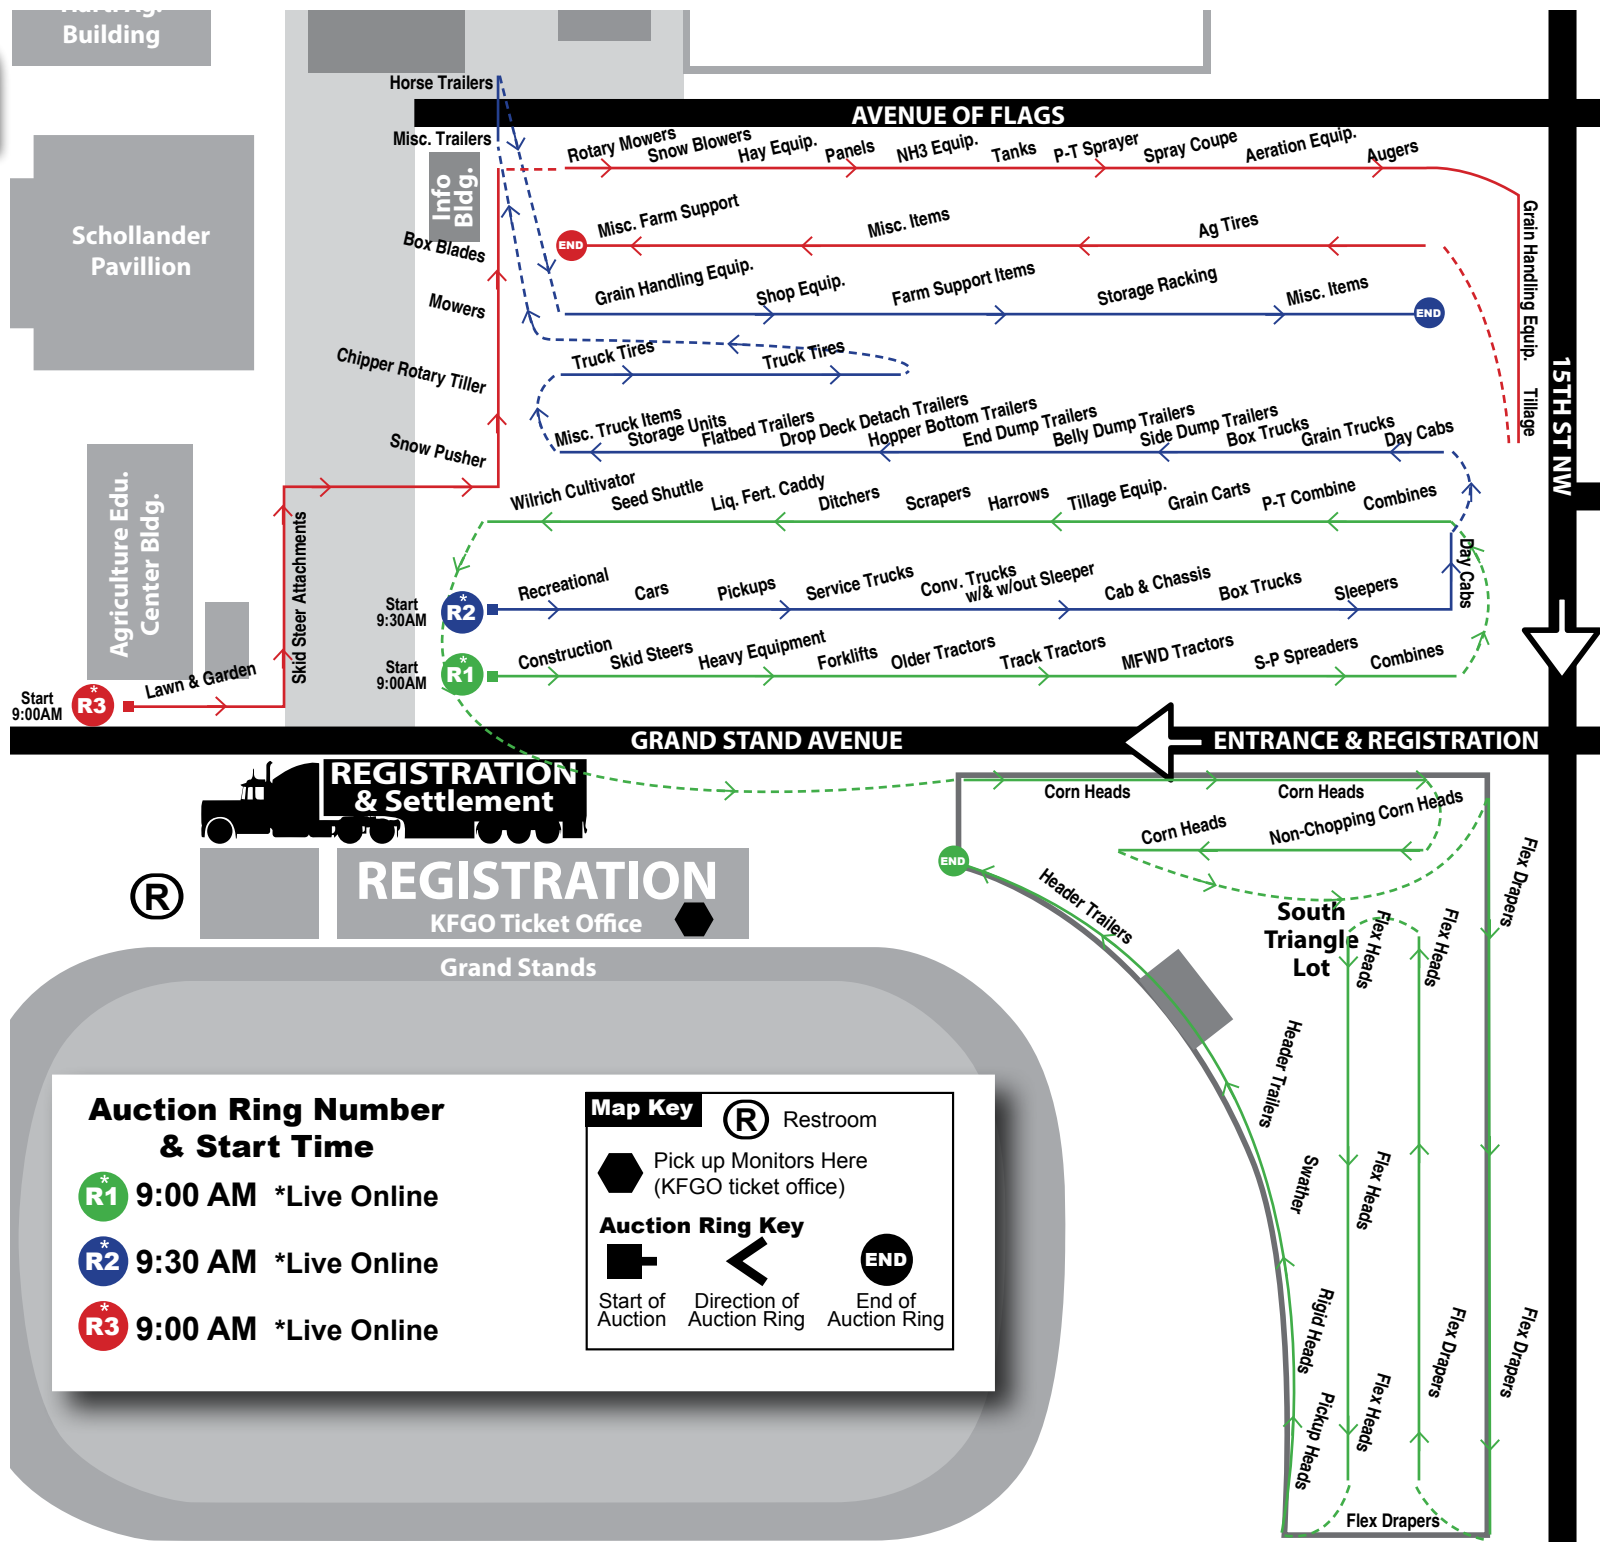 Building
Horse Trailers
AVENUE OF FLAGS
Misc. Trailers
Rotary Mowers
Snow Blowers
Hay Equip.
Panels
NH3 Equip.
Tanks
P-T Sprayer
Spray Coupe
Aeration Equip.
Augers
Info
Bldg.
Schollander
Pavillion
Box Blades
Misc. Farm Support
Misc. Items
Ag Tires
END
Grain Handling Equip.
Tillage
Mowers
Grain Handling Equip.
Shop Equip.
Farm Support Items
Storage Racking
Misc. Items
END
Chipper Rotary Tiller
Truck Tires
Truck Tires
15TH ST NW
Snow Pusher
Misc. Truck Items
Storage Units
Flatbed Trailers
Drop Deck Detach Trailers
Hopper Bottom Trailers
End Dump Trailers
Belly Dump Trailers
Side Dump Trailers
Box Trucks
Grain Trucks
Day Cabs
Wilrich Cultivator
Seed Shuttle
Liq. Fert. Caddy
Ditchers
Scrapers
Harrows
Tillage Equip.
Grain Carts
P-T Combine
Combines
Agriculture Edu.
Center Bldg.
Skid Steer Attachments
Day Cabs
Start
9:30AM
*
R2
Recreational
Cars
Pickups
Service Trucks
Conv. Trucks
w/& w/out Sleeper
Cab & Chassis
Box Trucks
Sleepers
Start
9:00AM
*
R1
Construction
Skid Steers
Heavy Equipment
Forklifts
Older Tractors
Track Tractors
MFWD Tractors
S-P Spreaders
Combines
Start
9:00AM
*
R3
Lawn & Garden
GRAND STAND AVENUE
ENTRANCE & REGISTRATION
REGISTRATION
& Settlement
Corn Heads
Corn Heads
Corn Heads
Non-Chopping Corn Heads
END
R
REGISTRATION
KFGO Ticket Office
Header Trailers
South
Triangle
Lot
Flex Heads
Flex Heads
Flex Drapers
Grand Stands
Header Trailers
Swather
Flex Heads
Rigid Heads
Flex Drapers
Flex Drapers
Pickup Heads
Flex Heads
Flex Drapers
Auction Ring Number
& Start Time
*
R1 9:00 AM *Live Online
*
R2 9:30 AM *Live Online
*
R3 9:00 AM *Live Online
Map Key
R Restroom
Pick up Monitors Here
(KFGO ticket office)
Auction Ring Key
END
Start of
Auction
Direction of
Auction Ring
End of
Auction Ring